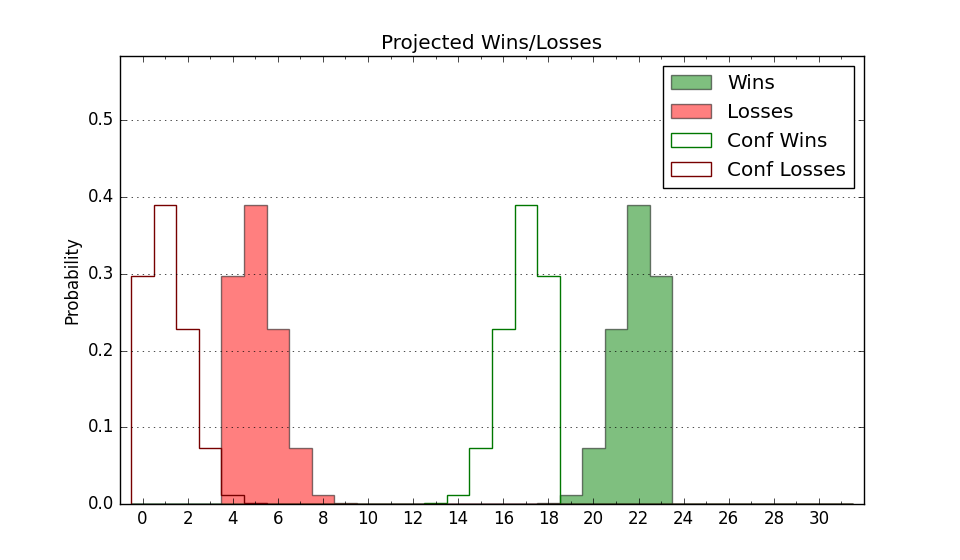 Projected Wins/Losses
Wins
Losses
Conf Wins
Conf Losses
Probability
0.5
0.4
0.3
0.2
0.1
0.0
0 2 4 6 8 10 12 14 16 18 20 22 24 26 28 30